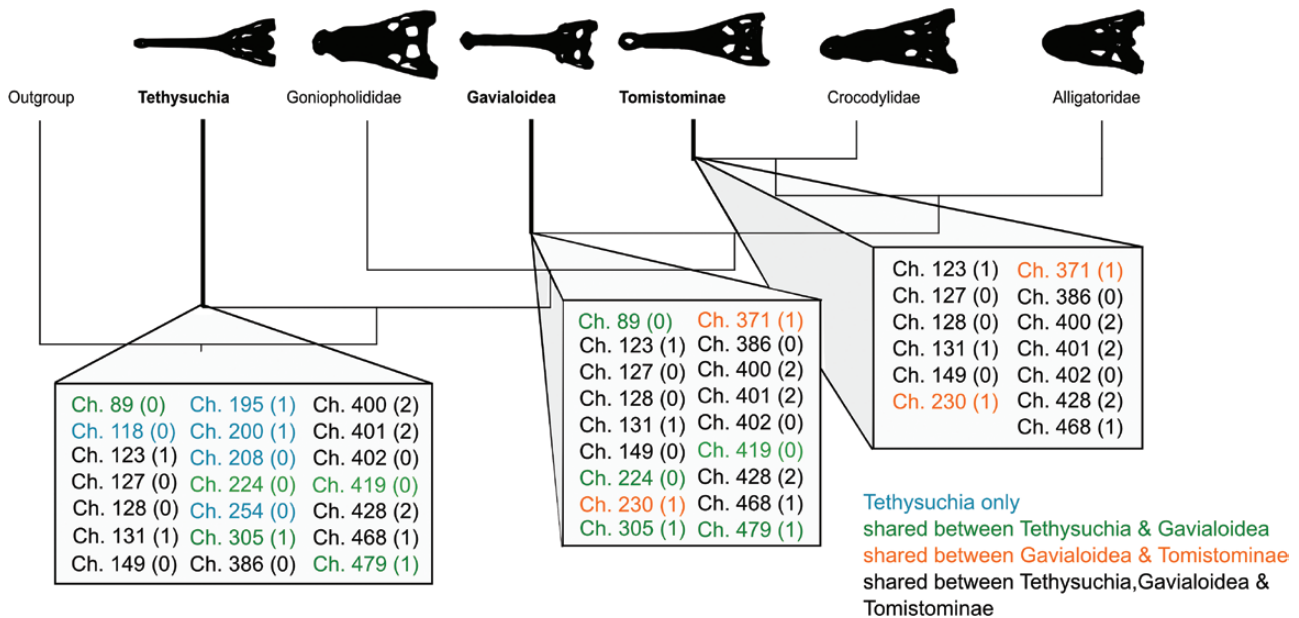 Outgroup
Tethysuchia
Goniopholididae
Gavialoidea
Tomistominae
Crocodylidae
Alligatoridae
Ch. 89 (0) Ch. 195 (1) Ch. 400 (2)
Ch. 118 (0) Ch. 200 (1) Ch. 401 (2)
Ch. 123 (1) Ch. 208 (0) Ch. 402 (0)
Ch. 127 (0) Ch. 224 (0) Ch. 419 (0)
Ch. 128 (0) Ch. 254 (0) Ch. 428 (2)
Ch. 131 (1) Ch. 305 (1) Ch. 468 (1)
Ch. 149 (0) Ch. 386 (0) Ch. 479 (1)
Ch. 89 (0) Ch. 371 (1)
Ch. 123 (1) Ch. 386 (0)
Ch. 127 (0) Ch. 400 (2)
Ch. 128 (0) Ch. 401 (2)
Ch. 131 (1) Ch. 402 (0)
Ch. 149 (0) Ch. 419 (0)
Ch. 224 (0) Ch. 428 (2)
Ch. 230 (1) Ch. 468 (1)
Ch. 305 (1) Ch. 479 (1)
Ch. 123 (1) Ch. 371 (1)
Ch. 127 (0) Ch. 386 (0)
Ch. 128 (0) Ch. 400 (2)
Ch. 131 (1) Ch. 401 (2)
Ch. 149 (0) Ch. 402 (0)
Ch. 230 (1) Ch. 428 (2)
Ch. 468 (1)
Tethysuchia only
shared between Tethysuchia & Gavialoidea
shared between Gavialoidea & Tomistominae
shared between Tethysuchia,Gavialoidea &
Tomistominae